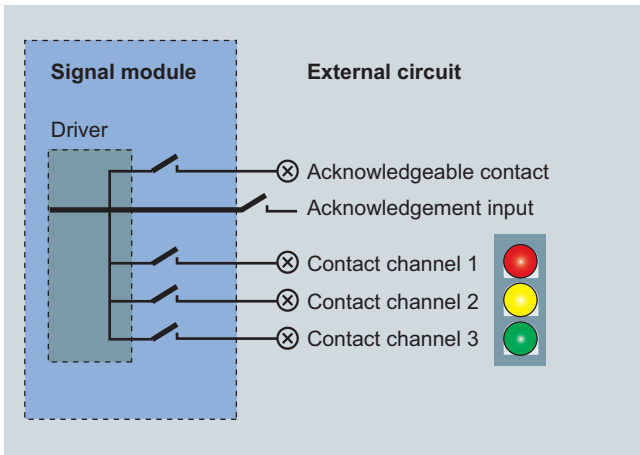 Signal module
External circuit
Driver
Acknowledgeable contact
Acknowledgement input
Contact channel 1
Contact channel 2
Contact channel 3